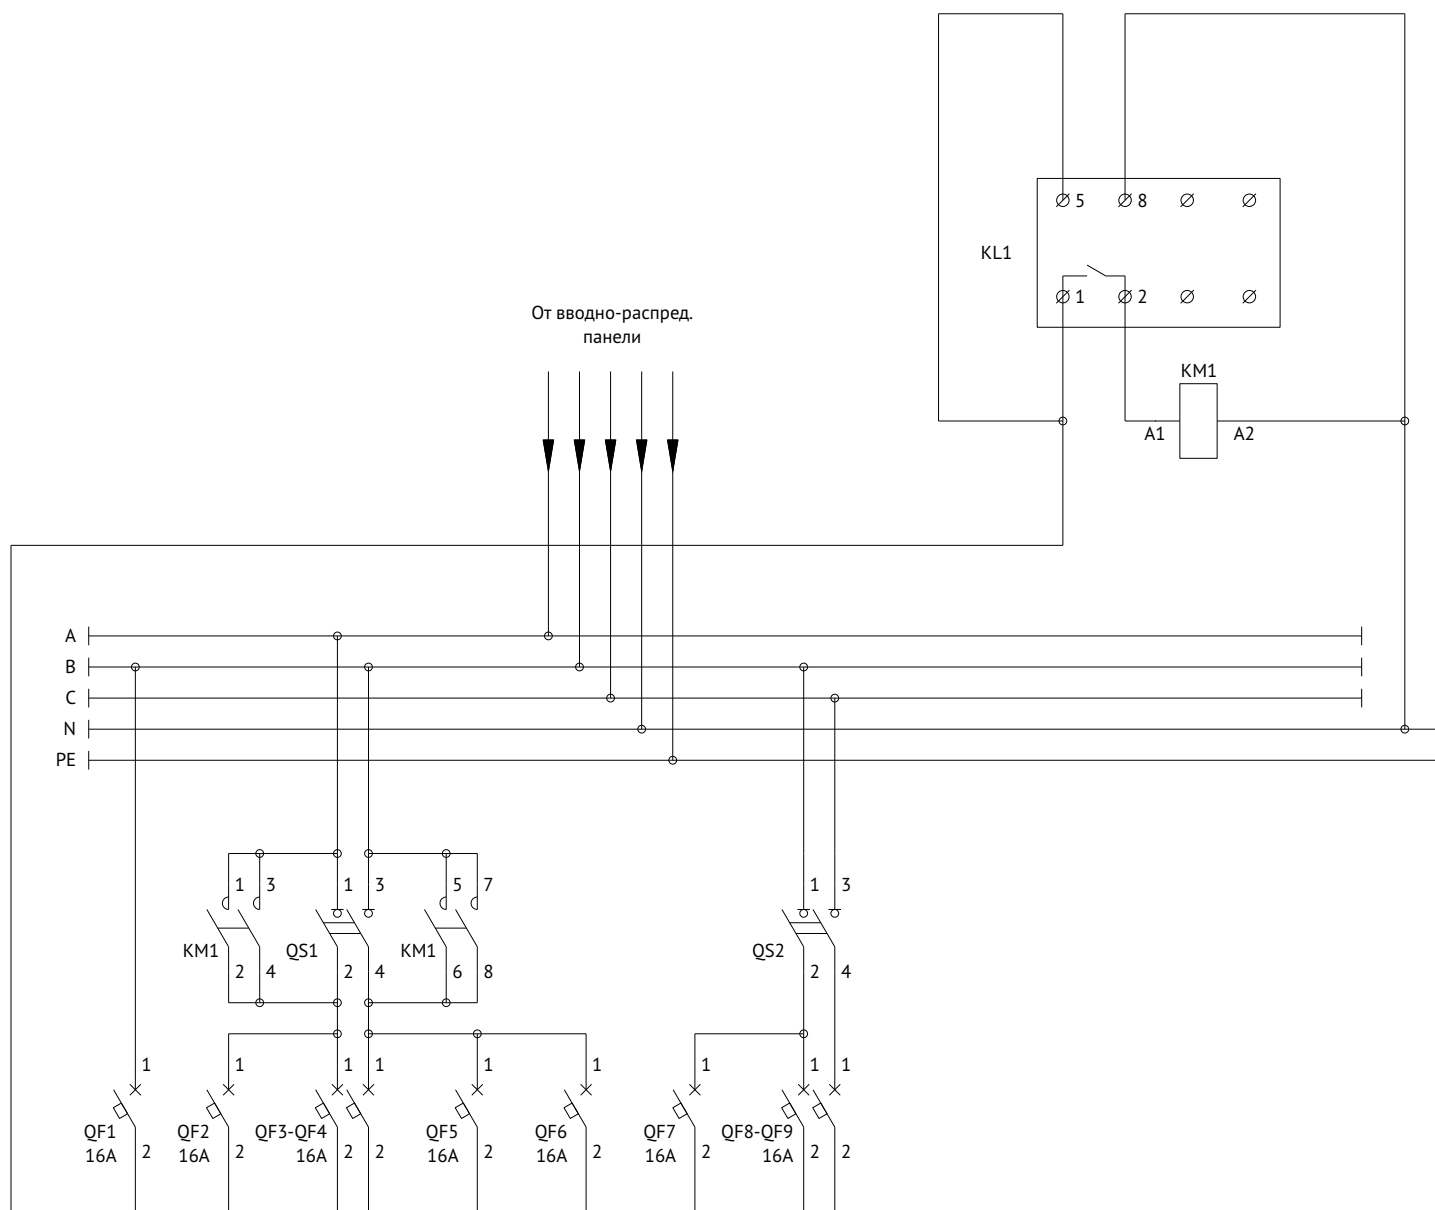 5 8
KL1
1 2
От вводно-распред.
панели
KM1
A1 A2
A
B
C
N
PE
1 3 1 3 5 7 1 3
KM1 QS1 KM1 QS2
2 4 2 4 6 8 2 4
1 1 1 1 1 1 1 1 1
QF1 QF2 QF3-QF4 QF5 QF6 QF7 QF8-QF9
16A 2 16A 2 16A 2 2 16A 2 16A 2 16A 2 16A 2 2